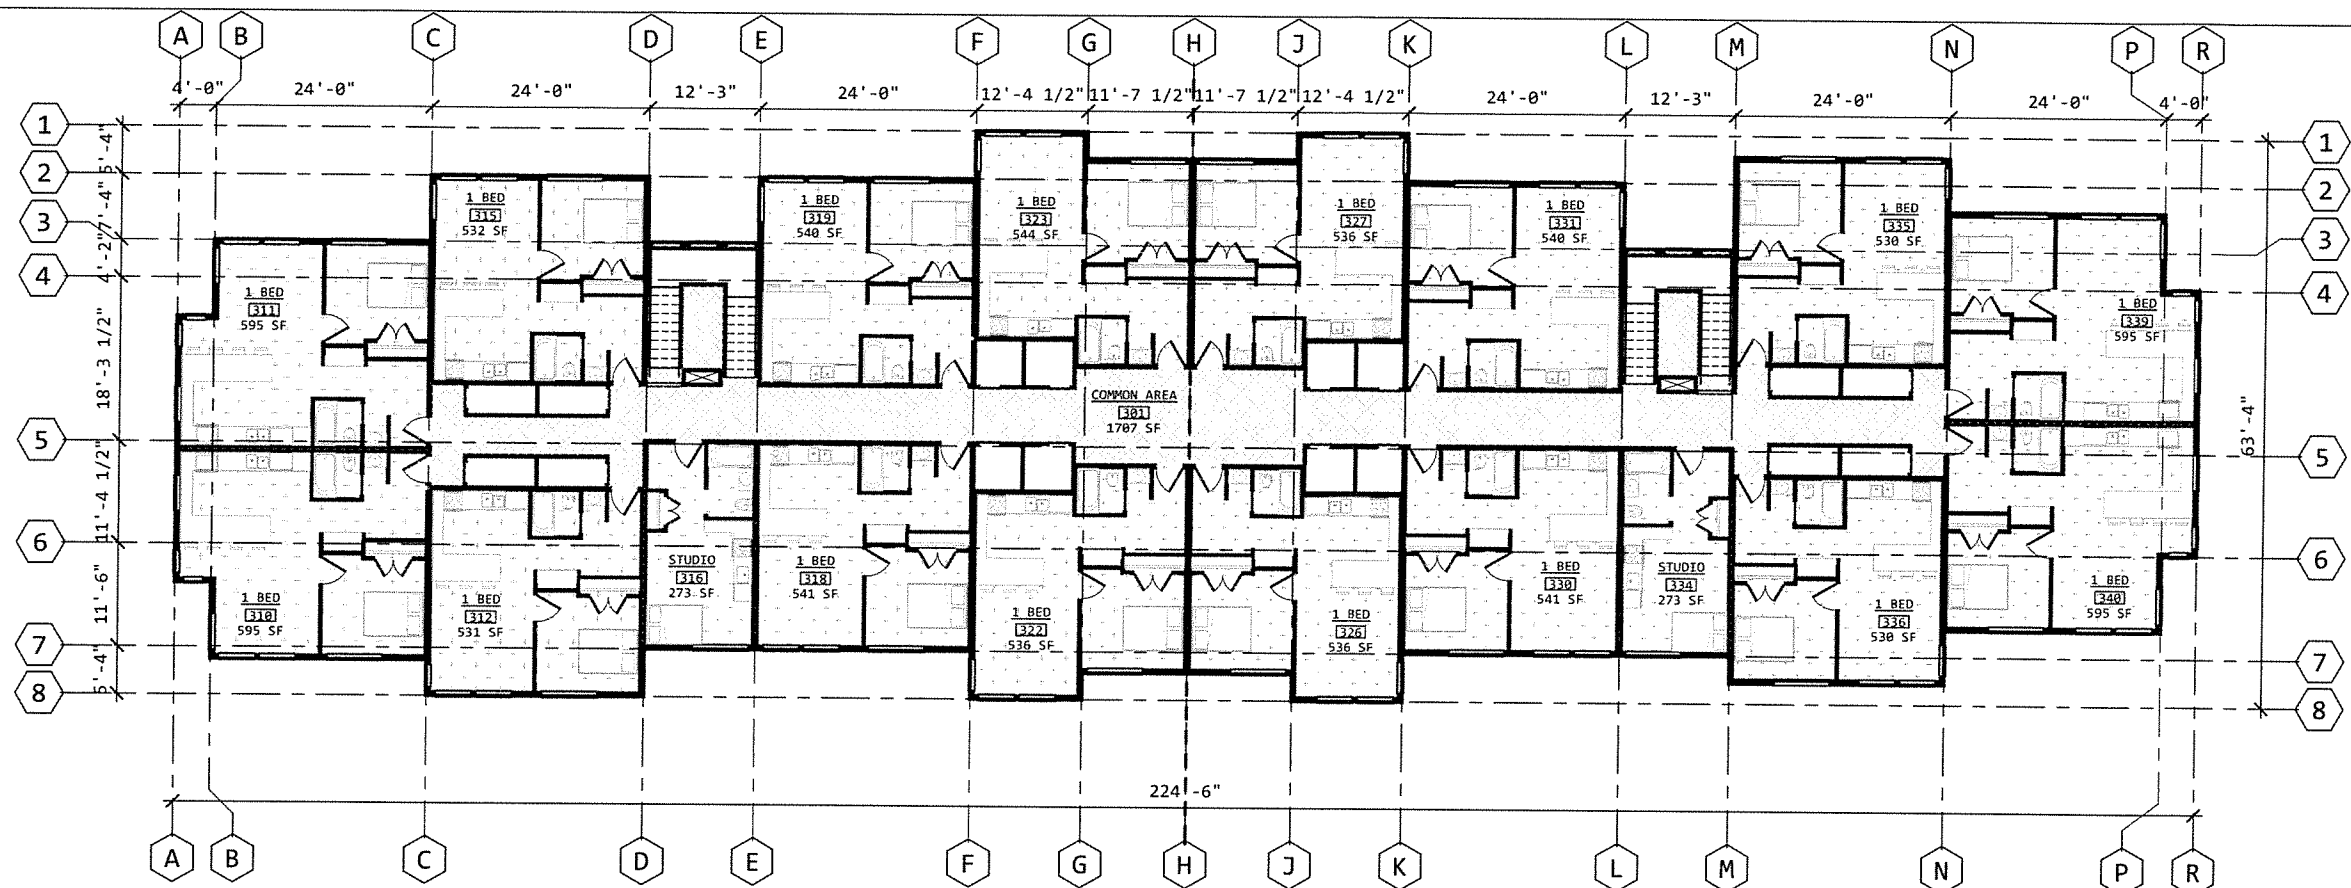 A B C D E F G H J K L M N P R
4'-0" 24'-0" 24'-0" 12'-3" 24'-0" 12'-4 1/2" 11'-7 1/2" 11'-7 1/2" 12'-4 1/2" 24'-0" 12'-3" 24'-0" 24'-0" 4'-0"
1
2
3
4
5
6
7
8
5'-4"
7'-4"
4'-2"
18'-3 1/2"
11'-4 1/2"
11'-6"
5'-4"
1 BED
311
595 SF
1 BED
315
532 SF
1 BED
319
540 SF
1 BED
323
544 SF
1 BED
327
536 SF
1 BED
331
540 SF
1 BED
335
530 SF
1 BED
339
595 SF
COMMON AREA
301
1707 SF
1 BED
310
595 SF
1 BED
312
531 SF
STUDIO
316
273 SF
1 BED
318
541 SF
1 BED
322
536 SF
1 BED
326
536 SF
1 BED
330
541 SF
STUDIO
334
273 SF
1 BED
336
530 SF
1 BED
340
595 SF
1
2
3
4
5
6
7
8
63'-4"
224'-6"
A B C D E F G H J K L M N P R